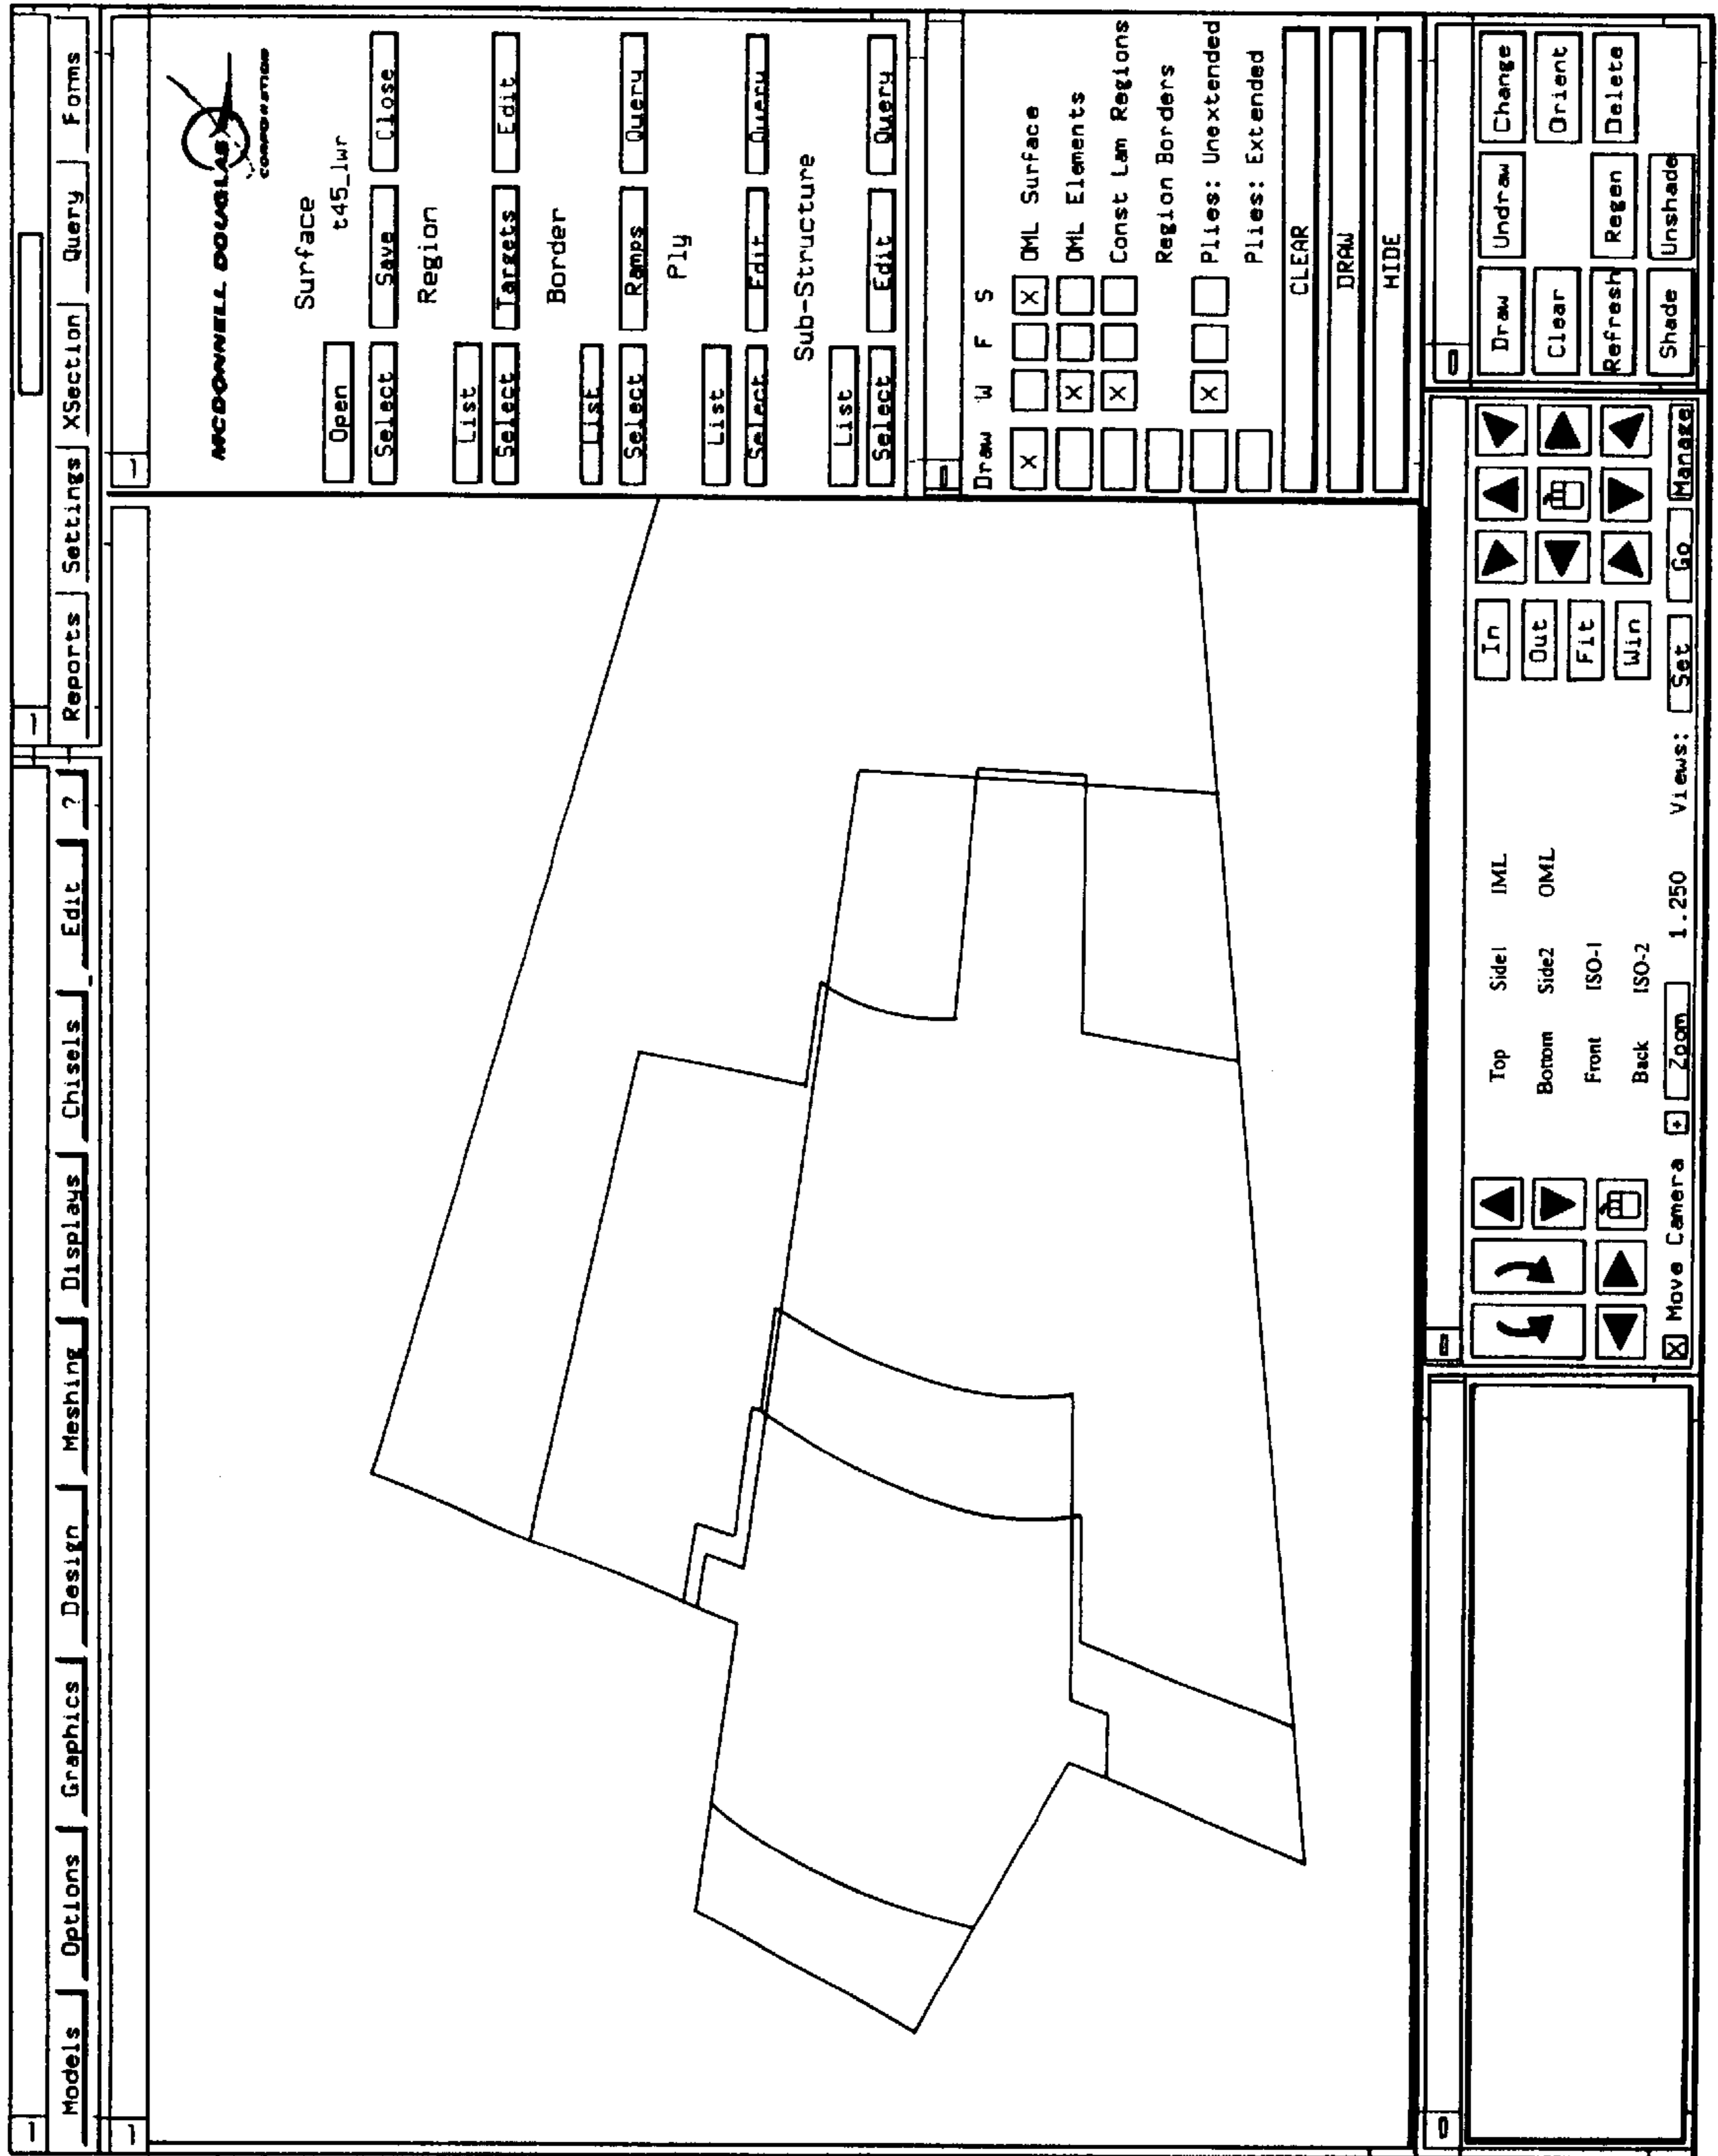 Models Options Graphics Design Meshing Displays Chisels Edit ?
Reports Settings XSection Query Forms
MCDONNELL DOUGLAS
CORPORATION
Surface
Open t45_lwr
Select Save Close
Region
List
Select Targets Edit
Border
List
Select Ramps Query
Ply
List
Select Edit Query
Sub-Structure
List
Select Edit Query
Draw W F S
X X OML Surface
X OML Elements
X Const Lam Regions
Region Borders
X Plies: Unextended
Plies: Extended
CLEAR
DRAW
HIDE
Top Side1 IML
Bottom Side2 OML
Front ISO-1
Back ISO-2
In
Out
Fit
Win
X Move Camera + Zoom 1.250 Views: Set Go Manage
Draw Undraw Change
Clear Orient
Refresh Regen Delete
Shade Unshade